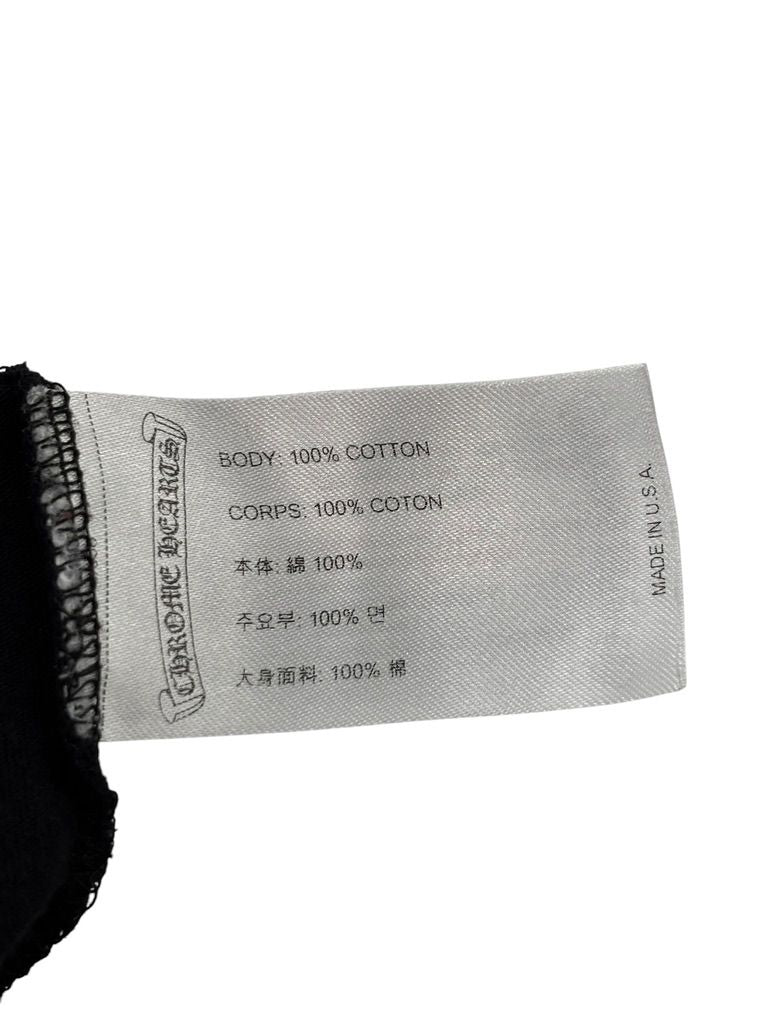 CHROME HEARTS
BODY: 100% COTTON
CORPS: 100% COTON
本体: 綿 100%
주요부: 100% 면
大身面料: 100% 棉
MADE IN U.S.A.